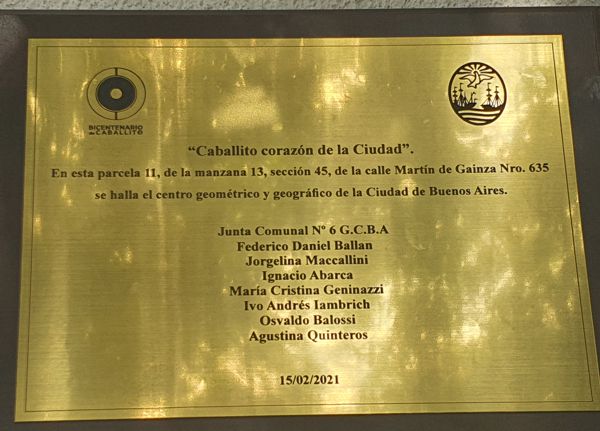 BICENTENARIO
de CABALLITO
“Caballito corazón de la Ciudad”.
En esta parcela 11, de la manzana 13, sección 45, de la calle Martín de Gainza Nro. 635
se halla el centro geométrico y geográfico de la Ciudad de Buenos Aires.
Junta Comunal Nº 6 G.C.B.A
Federico Daniel Ballan
Jorgelina Maccallini
Ignacio Abarca
María Cristina Geninazzi
Ivo Andrés Iambrich
Osvaldo Balossi
Agustina Quinteros
15/02/2021